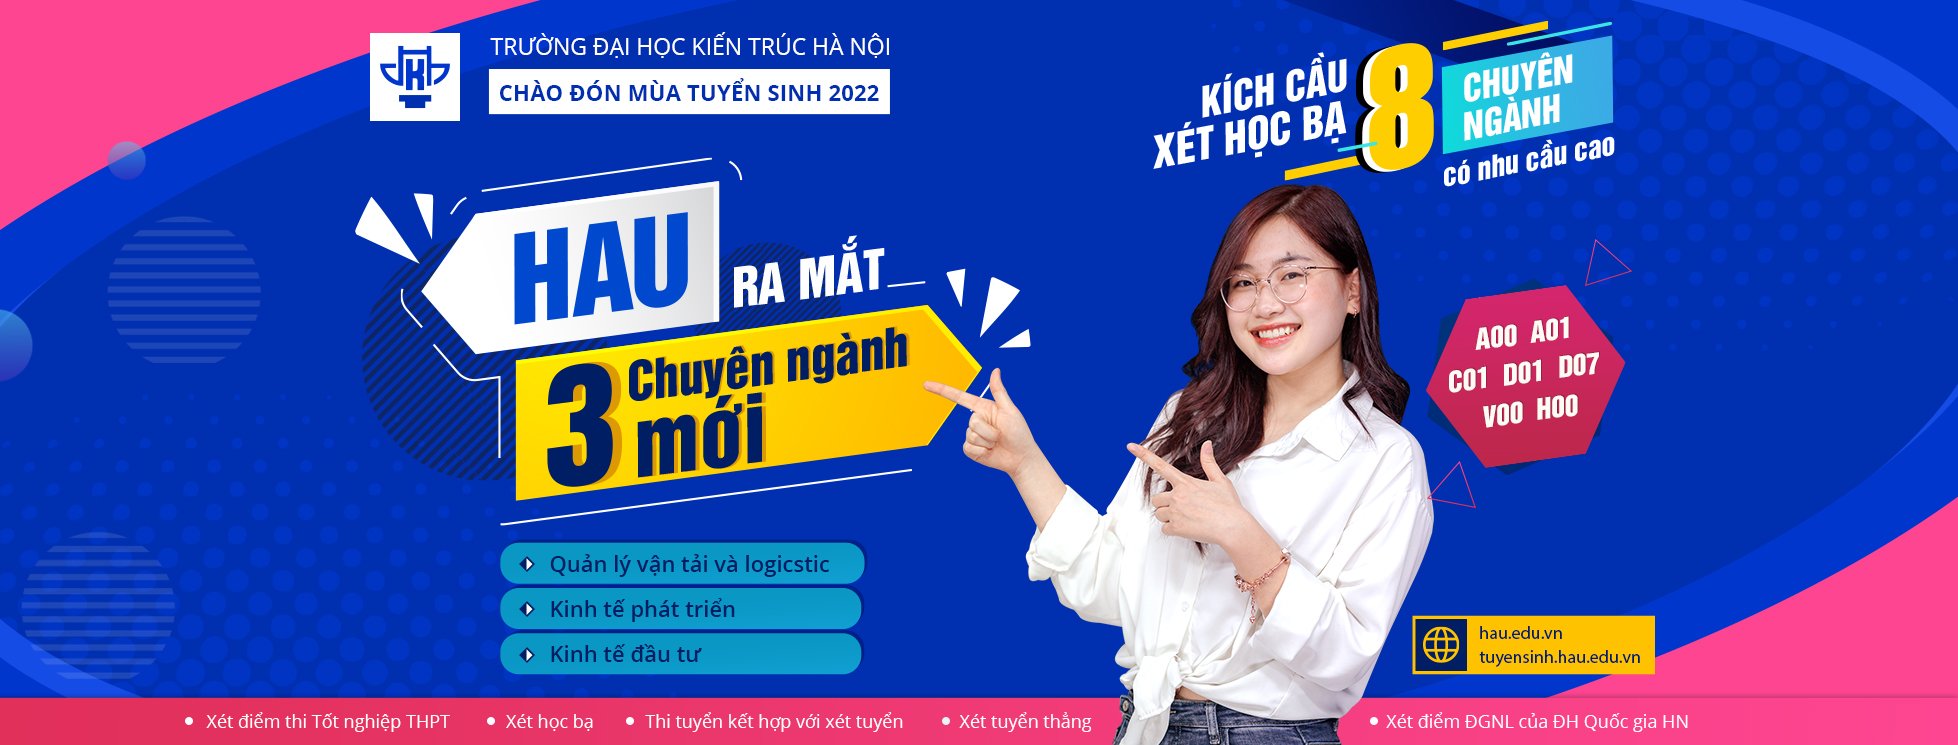 TRƯỜNG ĐẠI HỌC KIẾN TRÚC HÀ NỘI
CHÀO ĐÓN MÙA TUYỂN SINH 2022
KÍCH CẦU
XÉT HỌC BẠ
8
CHUYÊN
NGÀNH
có nhu cầu cao
HAU
RA MẮT
3
Chuyên ngành
mới
A00 A01
C01 D01 D07
V00 H00
Quản lý vận tải và logicstic
Kinh tế phát triển
Kinh tế đầu tư
hau.edu.vn
tuyensinh.hau.edu.vn
• Xét điểm thi Tốt nghiệp THPT • Xét học bạ • Thi tuyển kết hợp với xét tuyển • Xét tuyển thẳng • Xét điểm ĐGNL của ĐH Quốc gia HN